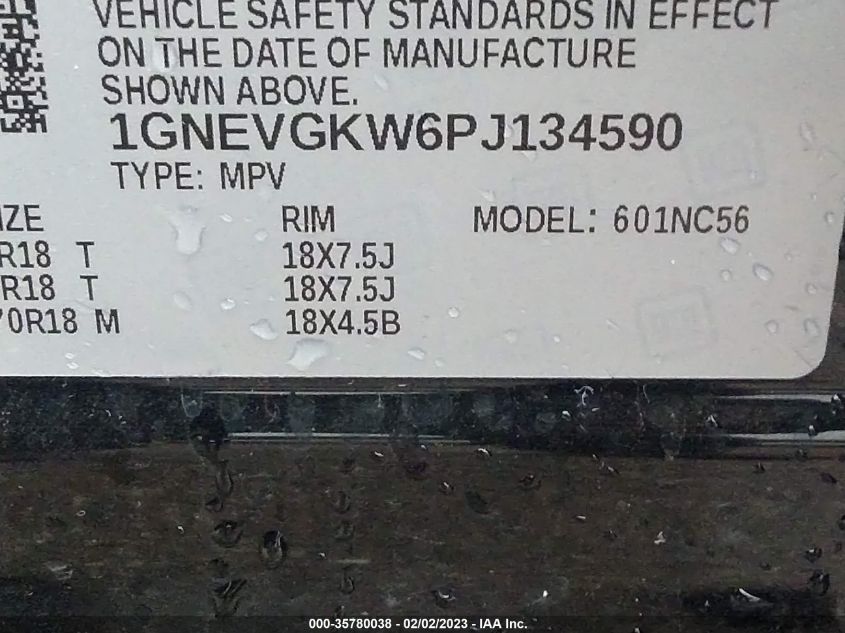 VEHICLE SAFETY STANDARDS IN EFFECT
ON THE DATE OF MANUFACTURE
SHOWN ABOVE.
1GNEVGKW6PJ134590
TYPE: MPV
IZE RIM MODEL: 601NC56
R18 T 18X7.5J
R18 T 18X7.5J
70R18 M 18X4.5B
000-35780038 - 02/02/2023 - IAA Inc.